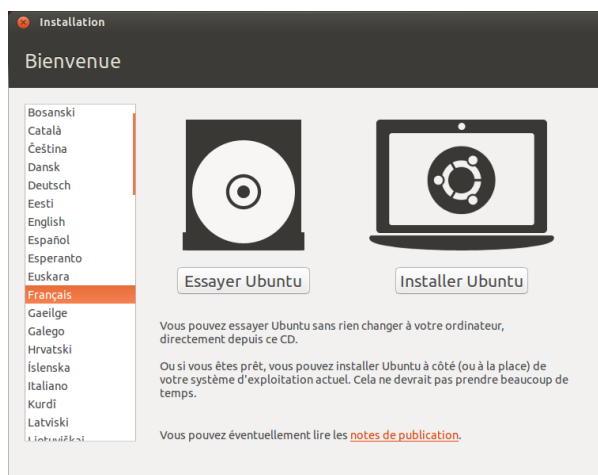 Installation
Bienvenue
Bosanski
Català
Čeština
Dansk
Deutsch
Eesti
English
Español
Esperanto
Euskara
Français
Gaeilge
Galego
Hrvatski
Íslenska
Italiano
Kurdî
Latviski
Lietuviškai
Essayer Ubuntu
Installer Ubuntu
Vous pouvez essayer Ubuntu sans rien changer à votre ordinateur,
directement depuis ce CD.
Ou si vous êtes prêt, vous pouvez installer Ubuntu à côté (ou à la place) de
votre système d'exploitation actuel. Cela ne devrait pas prendre beaucoup de
temps.
Vous pouvez éventuellement lire les notes de publication.